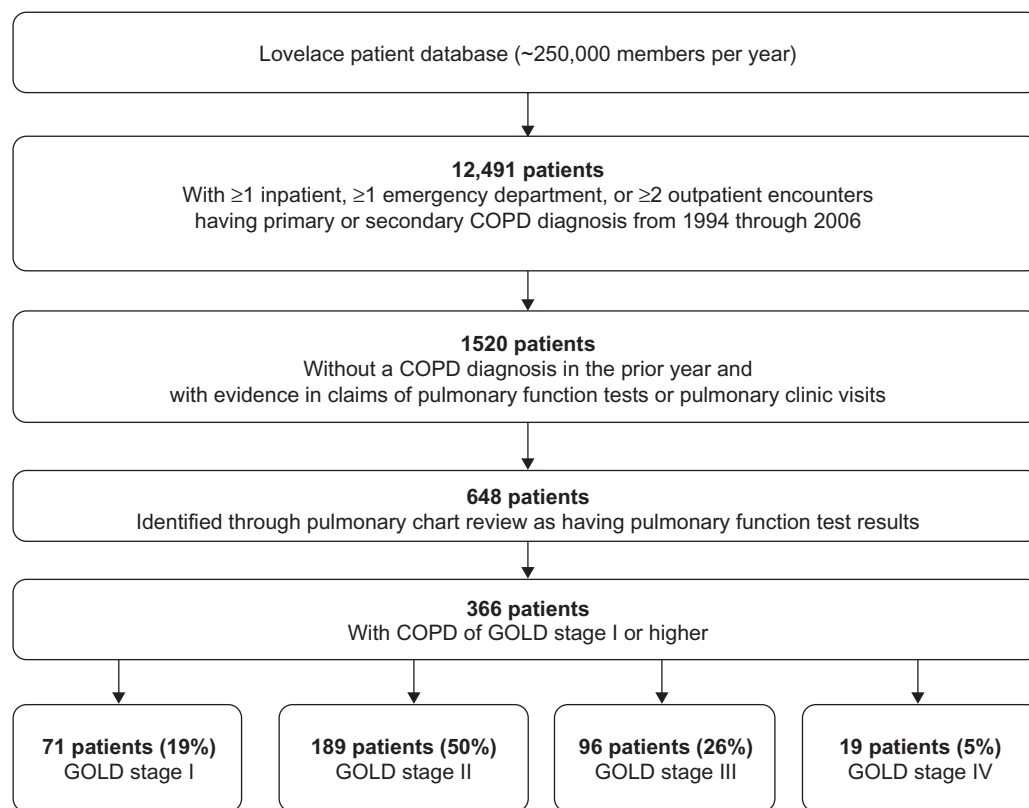 Lovelace patient database (~250,000 members per year)
12,491 patients
With ≥1 inpatient, ≥1 emergency department, or ≥2 outpatient encounters
having primary or secondary COPD diagnosis from 1994 through 2006
1520 patients
Without a COPD diagnosis in the prior year and
with evidence in claims of pulmonary function tests or pulmonary clinic visits
648 patients
Identified through pulmonary chart review as having pulmonary function test results
366 patients
With COPD of GOLD stage I or higher
71 patients (19%)
GOLD stage I
189 patients (50%)
GOLD stage II
96 patients (26%)
GOLD stage III
19 patients (5%)
GOLD stage IV